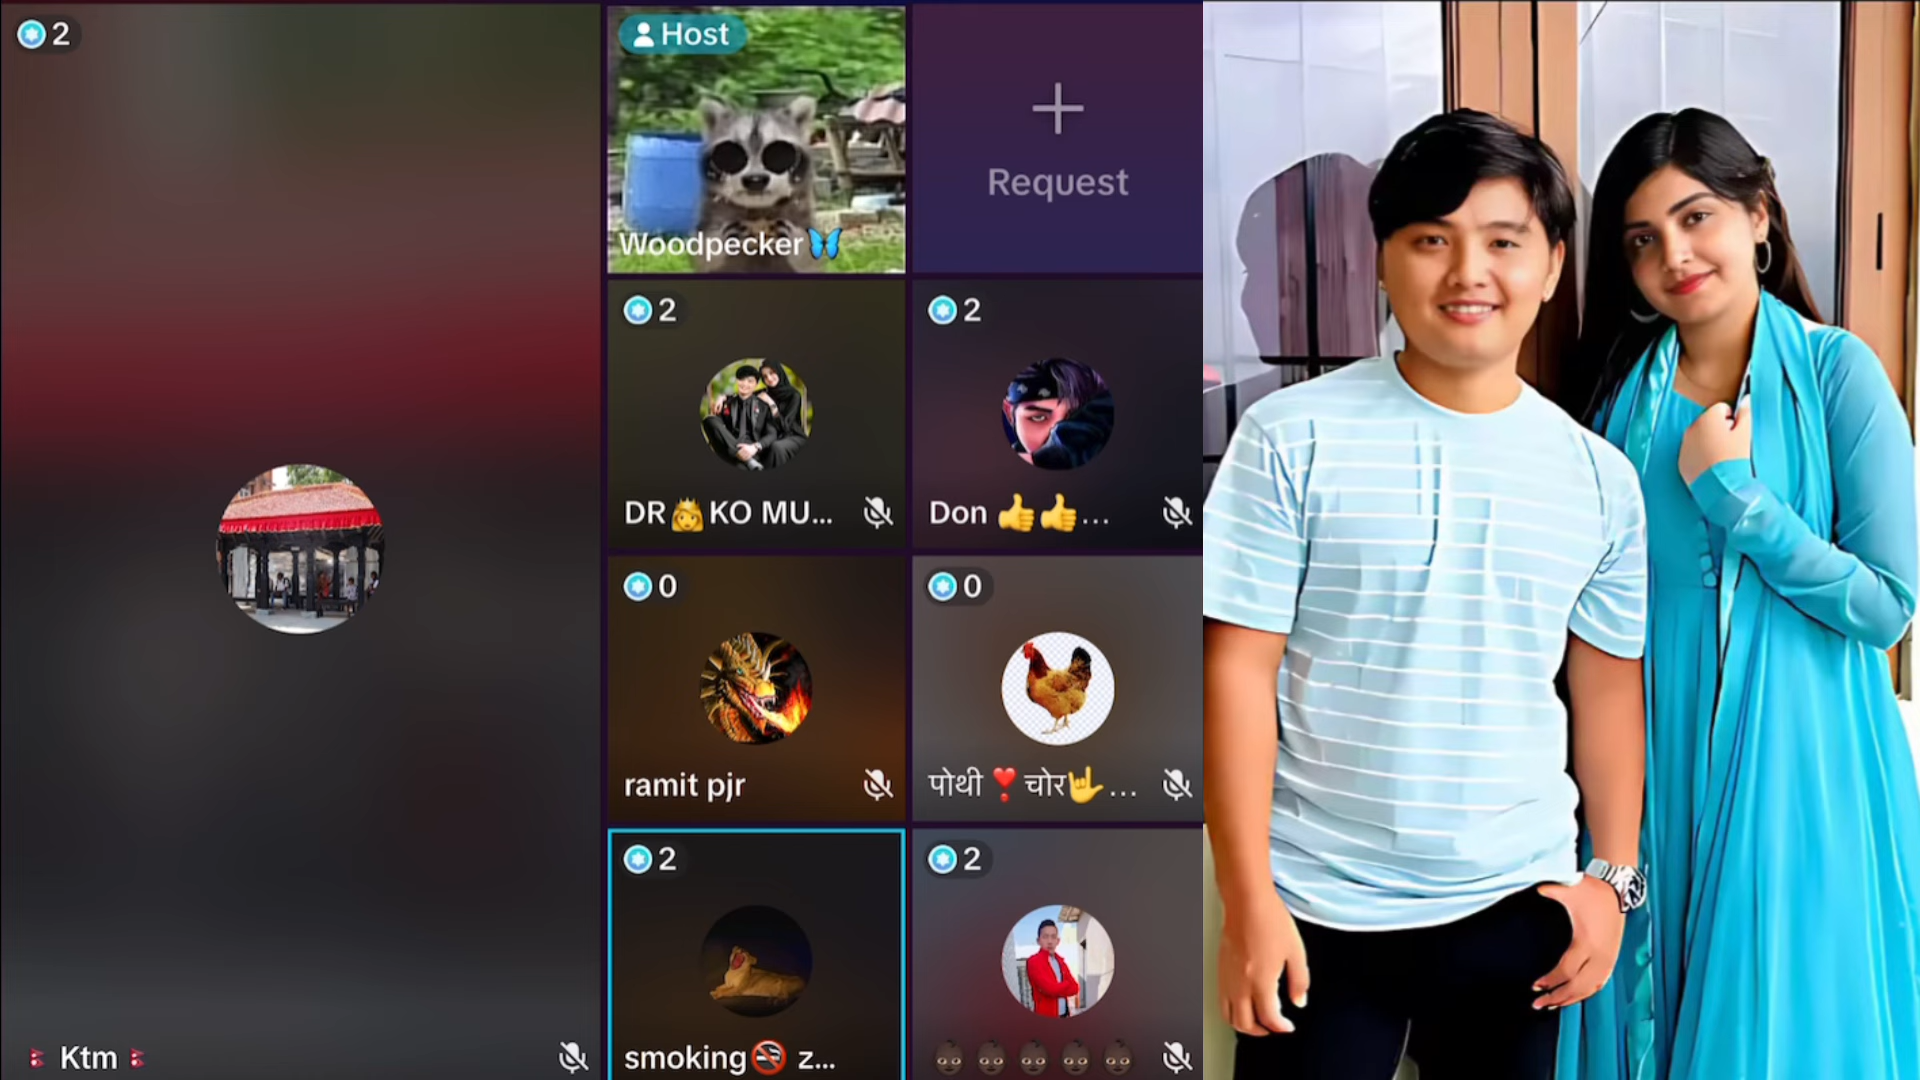 2
Host
Woodpecker🦋
Request
2
DR👸KO MU...
2
Don 👍👍...
0
ramit pjr
0
पोथी❣️चोर🤟...
2
smoking🚭 z...
2
👶🏿👶🏿👶🏿👶🏿👶🏿
🇳🇵 Ktm 🇳🇵